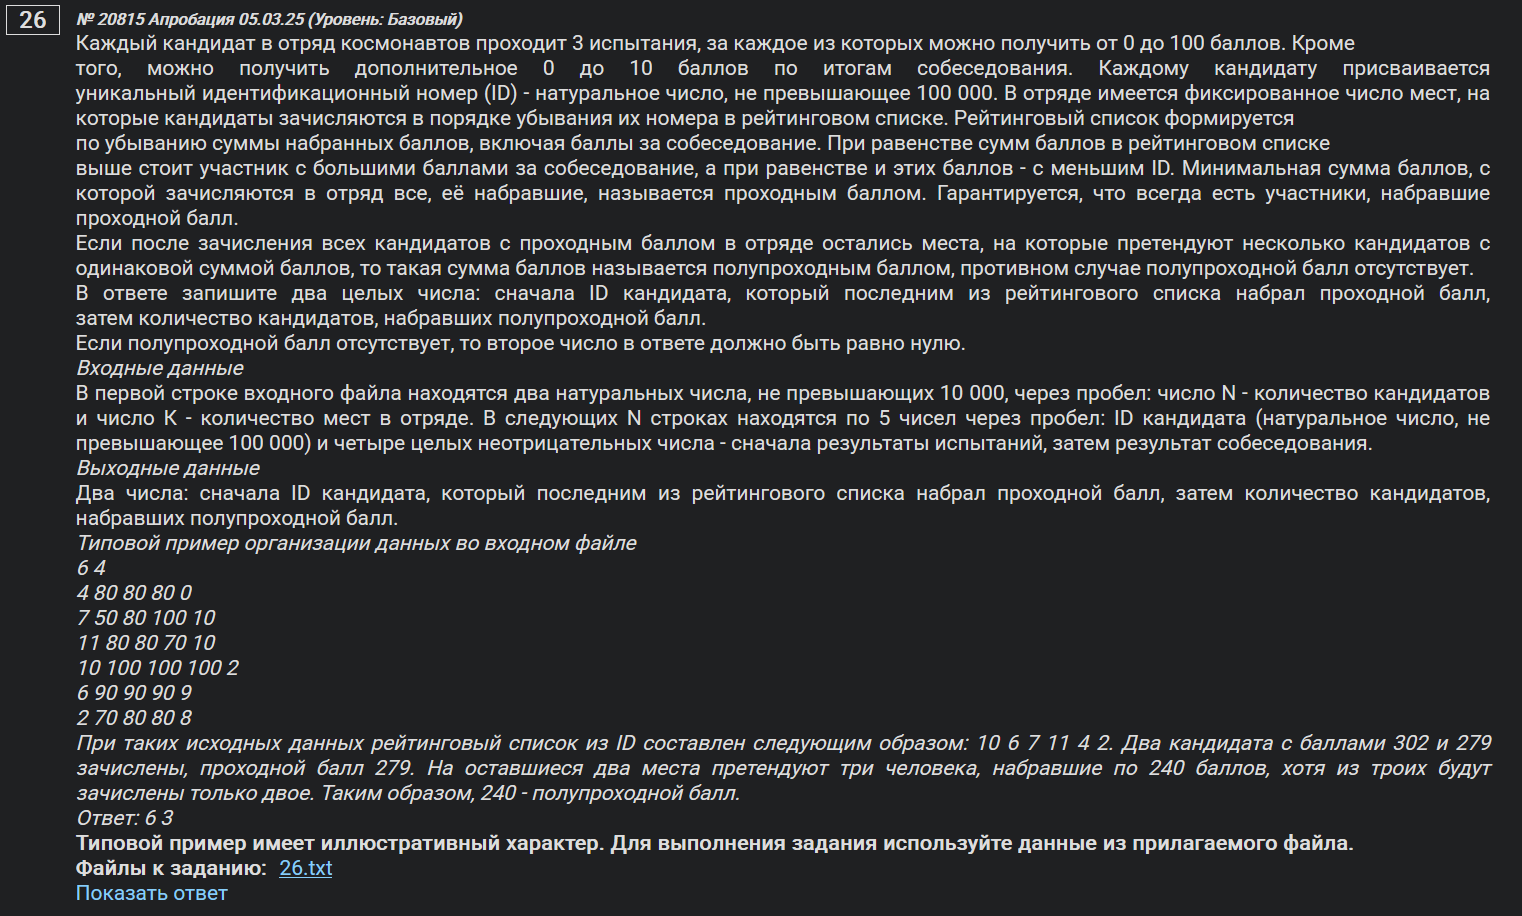 26
№ 20815 Апробация 05.03.25 (Уровень: Базовый)
Каждый кандидат в отряд космонавтов проходит 3 испытания, за каждое из которых можно получить от 0 до 100 баллов. Кроме
того, можно получить дополнительное 0 до 10 баллов по итогам собеседования. Каждому кандидату присваивается
уникальный идентификационный номер (ID) - натуральное число, не превышающее 100 000. В отряде имеется фиксированное число мест, на
которые кандидаты зачисляются в порядке убывания их номера в рейтинговом списке. Рейтинговый список формируется
по убыванию суммы набранных баллов, включая баллы за собеседование. При равенстве сумм баллов в рейтинговом списке
выше стоит участник с большими баллами за собеседование, а при равенстве и этих баллов - с меньшим ID. Минимальная сумма баллов, с
которой зачисляются в отряд все, её набравшие, называется проходным баллом. Гарантируется, что всегда есть участники, набравшие
проходной балл.
Если после зачисления всех кандидатов с проходным баллом в отряде остались места, на которые претендуют несколько кандидатов с
одинаковой суммой баллов, то такая сумма баллов называется полупроходным баллом, противном случае полупроходной балл отсутствует.
В ответе запишите два целых числа: сначала ID кандидата, который последним из рейтингового списка набрал проходной балл,
затем количество кандидатов, набравших полупроходной балл.
Если полупроходной балл отсутствует, то второе число в ответе должно быть равно нулю.
Входные данные
В первой строке входного файла находятся два натуральных числа, не превышающих 10 000, через пробел: число N - количество кандидатов
и число К - количество мест в отряде. В следующих N строках находятся по 5 чисел через пробел: ID кандидата (натуральное число, не
превышающее 100 000) и четыре целых неотрицательных числа - сначала результаты испытаний, затем результат собеседования.
Выходные данные
Два числа: сначала ID кандидата, который последним из рейтингового списка набрал проходной балл, затем количество кандидатов,
набравших полупроходной балл.
Типовой пример организации данных во входном файле
6 4
4 80 80 80 0
7 50 80 100 10
11 80 80 70 10
10 100 100 100 2
6 90 90 90 9
2 70 80 80 8
При таких исходных данных рейтинговый список из ID составлен следующим образом: 10 6 7 11 4 2. Два кандидата с баллами 302 и 279
зачислены, проходной балл 279. На оставшиеся два места претендуют три человека, набравшие по 240 баллов, хотя из троих будут
зачислены только двое. Таким образом, 240 - полупроходной балл.
Ответ: 6 3
Типовой пример имеет иллюстративный характер. Для выполнения задания используйте данные из прилагаемого файла.
Файлы к заданию: 26.txt
Показать ответ